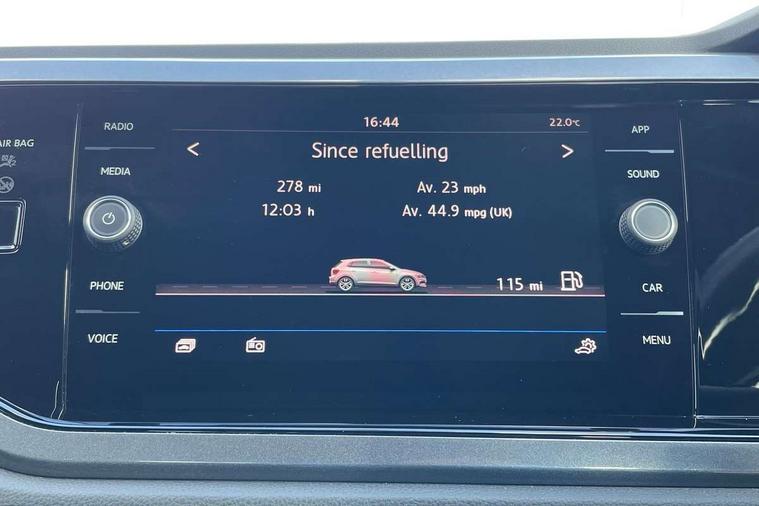 AIR BAG
RADIO
MEDIA
PHONE
VOICE
16:44
22.0°C
< Since refuelling >
278 mi Av. 23 mph
12:03 h Av. 44.9 mpg (UK)
115 mi
APP
SOUND
CAR
MENU